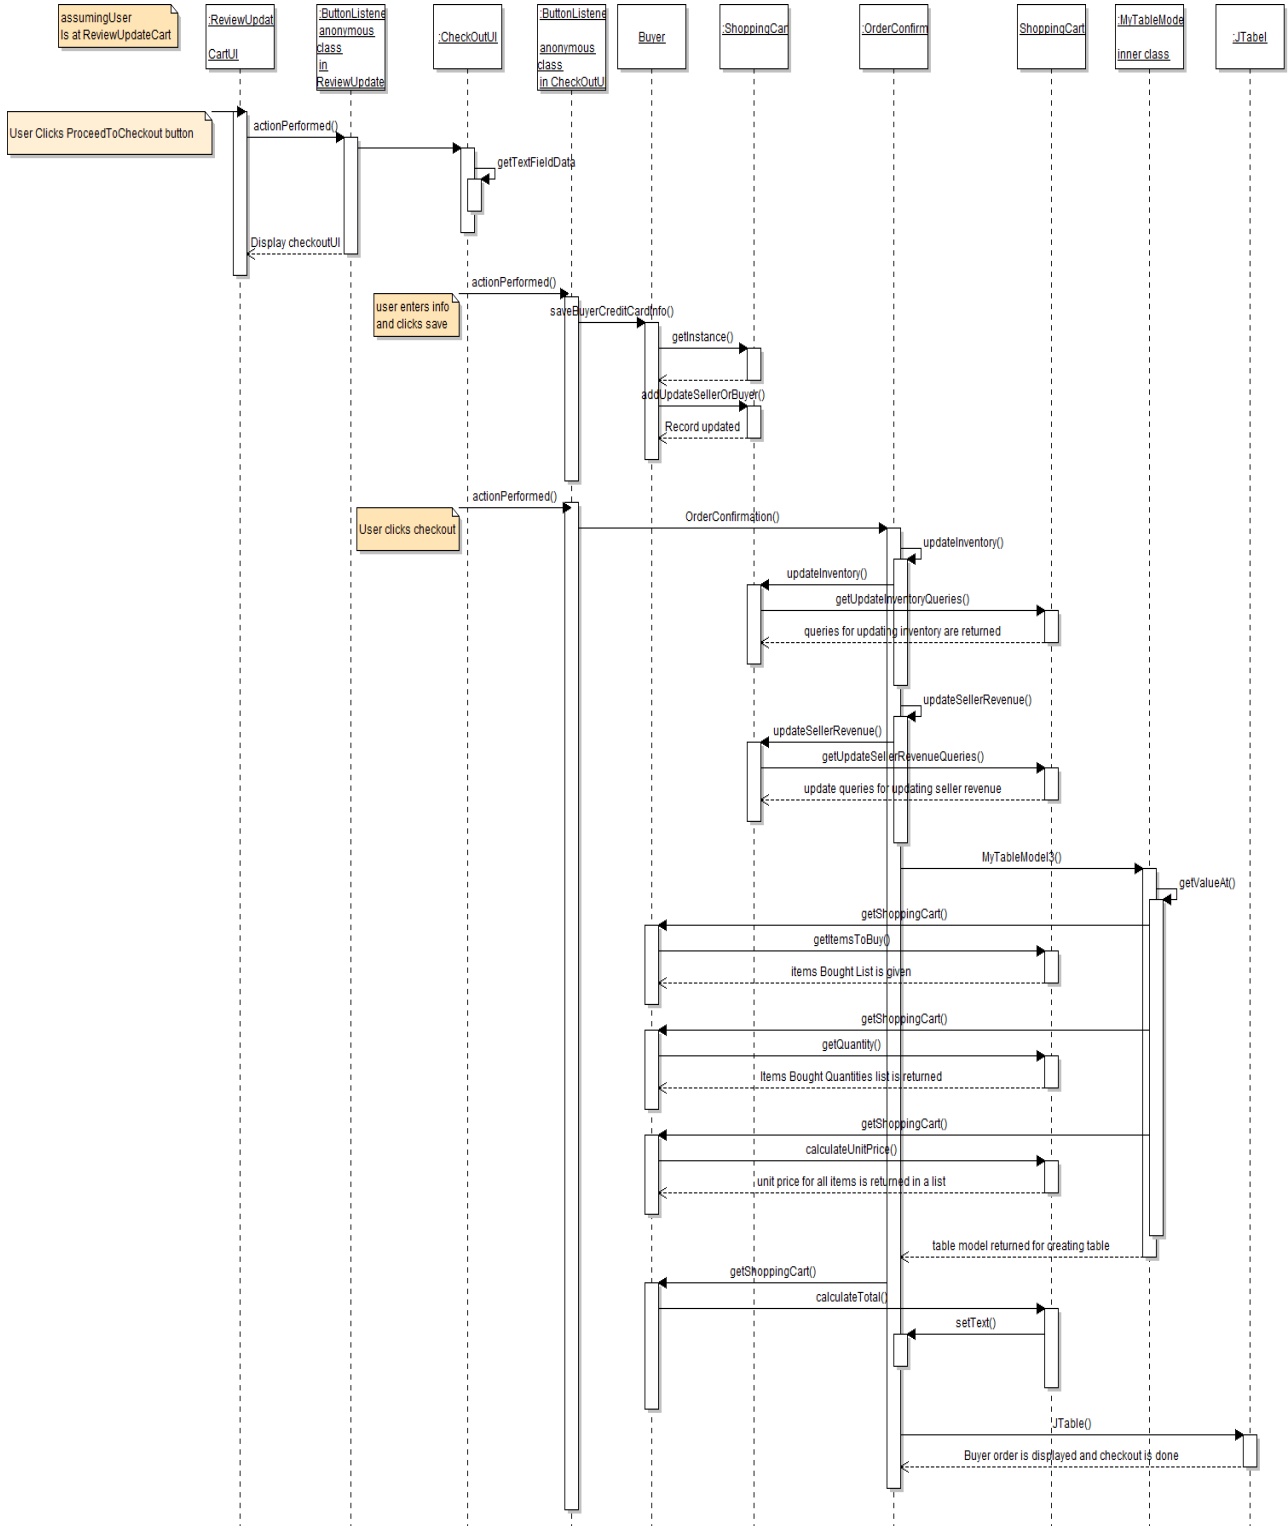 assumingUser
Is at ReviewUpdateCart
:ReviewUpdat
CartUI
:ButtonListene
anonymous
class
in
ReviewUpdate
:CheckOutUI
:ButtonListene
anonymous
class
in CheckOutU
Buyer
:ShoppingCar
:OrderConfirm
ShoppingCart
:MyTableMode
inner class
:JTabel
User Clicks ProceedToCheckout button
actionPerformed()
getTextFieldData
Display checkoutUI
actionPerformed()
user enters info
and clicks save
saveBuyerCreditCardInfo()
getInstance()
addUpdateSellerOrBuyer()
Record updated
actionPerformed()
User clicks checkout
OrderConfirmation()
updateInventory()
updateInventory()
getUpdateInventoryQueries()
queries for updating inventory are returned
updateSellerRevenue()
updateSellerRevenue()
getUpdateSellerRevenueQueries()
update queries for updating seller revenue
MyTableModel3()
getValueAt()
getShoppingCart()
getItemsToBuy()
items Bought List is given
getShoppingCart()
getQuantity()
Items Bought Quantities list is returned
getShoppingCart()
calculateUnitPrice()
unit price for all items is returned in a list
table model returned for creating table
getShoppingCart()
calculateTotal()
setText()
JTable()
Buyer order is displayed and checkout is done